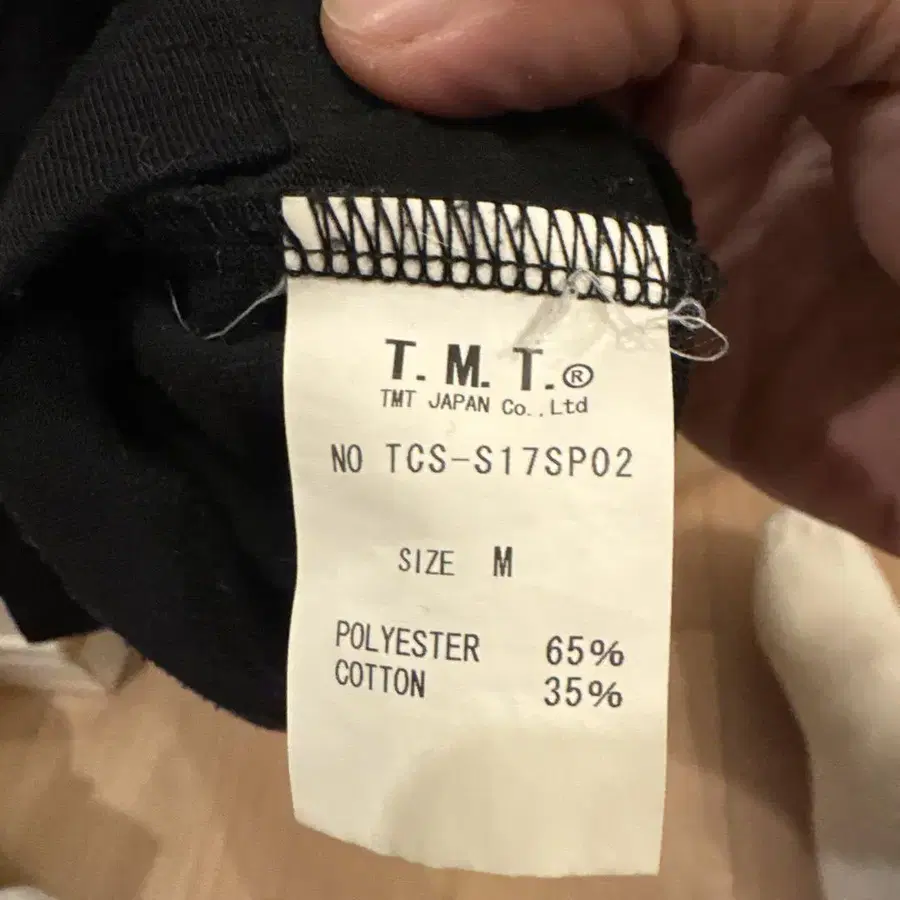 T. M. T.®
TMT JAPAN Co.,Ltd
NO TCS-S17SP02
SIZE M
POLYESTER 65%
COTTON 35%